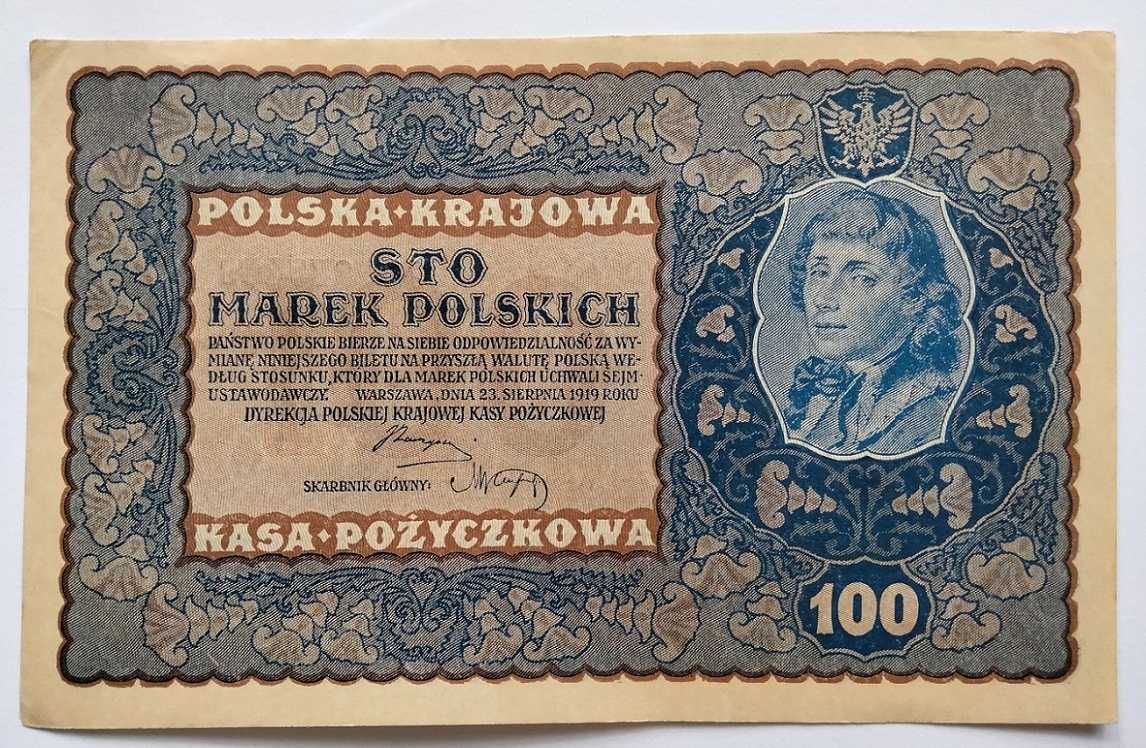 POLSKA·KRAJOWA
STO
MAREK POLSKICH
PAŃSTWO POLSKIE BIERZE NA SIEBIE ODPOWIEDZIALNOŚĆ ZA WY-
MIANĘ NINIEJSZEGO BILETU NA PRZYSZŁĄ WALUTĘ POLSKĄ WE-
DŁUG STOSUNKU, KTÓRY DLA MAREK POLSKICH UCHWALI SEJM-
USTAWODAWCZY. WARSZAWA, DNIA 23. SIERPNIA 1919 ROKU
DYREKCJA POLSKIEJ KRAJOWEJ KASY POŻYCZKOWEJ
SKARBNIK GŁÓWNY:
KASA·POŻYCZKOWA
100